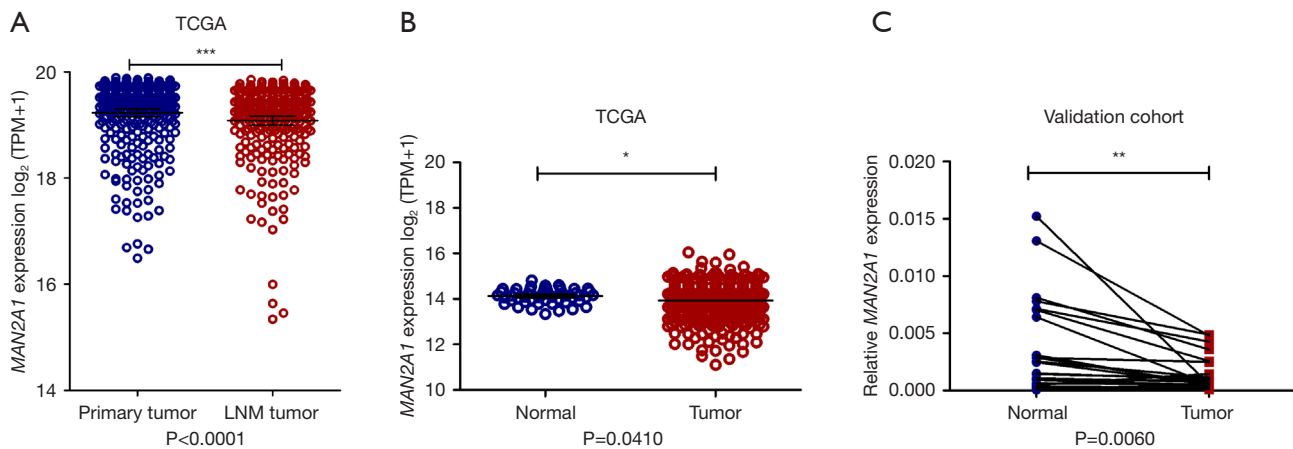 A
TCGA
***
MAN2A1 expression log₂ (TPM+1)
20
18
16
14
Primary tumor LNM tumor
P<0.0001
B
TCGA
*
MAN2A1 expression log₂ (TPM+1)
20
18
16
14
12
10
Normal Tumor
P=0.0410
C
Validation cohort
**
Relative MAN2A1 expression
0.020
0.015
0.010
0.005
0.000
Normal Tumor
P=0.0060